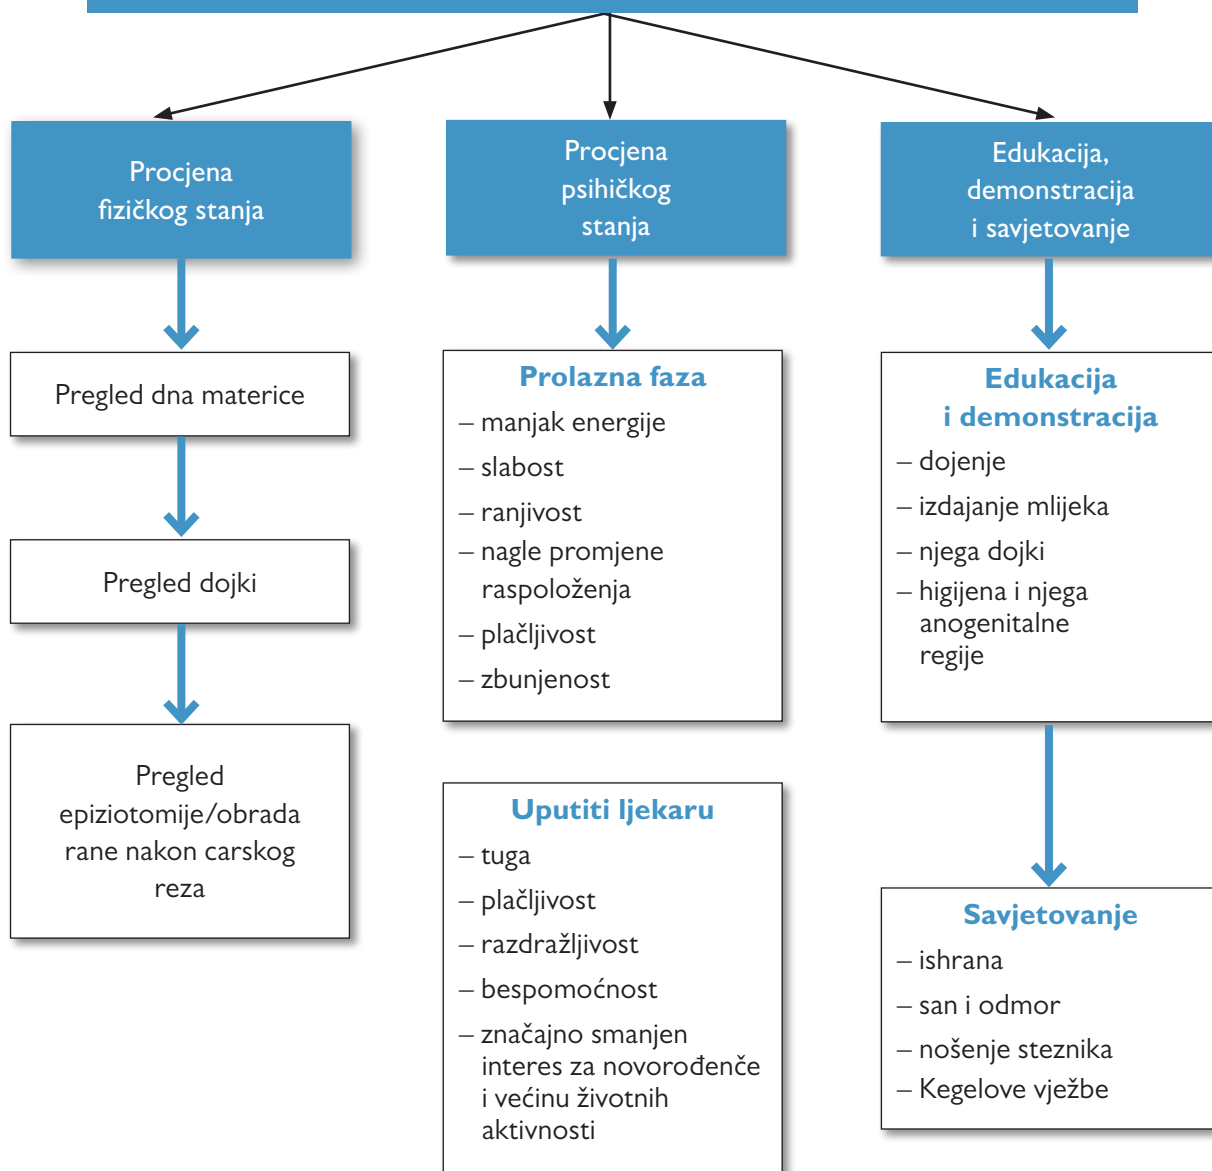 Procjena
fizičkog stanja
Pregled dna materice
Pregled dojki
Pregled
epiziotomije/obrada
rane nakon carskog
reza
Procjena
psihičkog
stanja
Prolazna faza
– manjak energije
– slabost
– ranjivost
– nagle promjene
raspoloženja
– plačljivost
– zbunjenost
Uputiti ljekaru
– tuga
– plačljivost
– razdražljivost
– bespomoćnost
– značajno smanjen
interes za novorođenče
i većinu životnih
aktivnosti
Edukacija,
demonstracija
i savjetovanje
Edukacija
i demonstracija
– dojenje
– izdajanje mlijeka
– njega dojki
– higijena i njega
anogenitalne
regije
Savjetovanje
– ishrana
– san i odmor
– nošenje steznika
– Kegelove vježbe